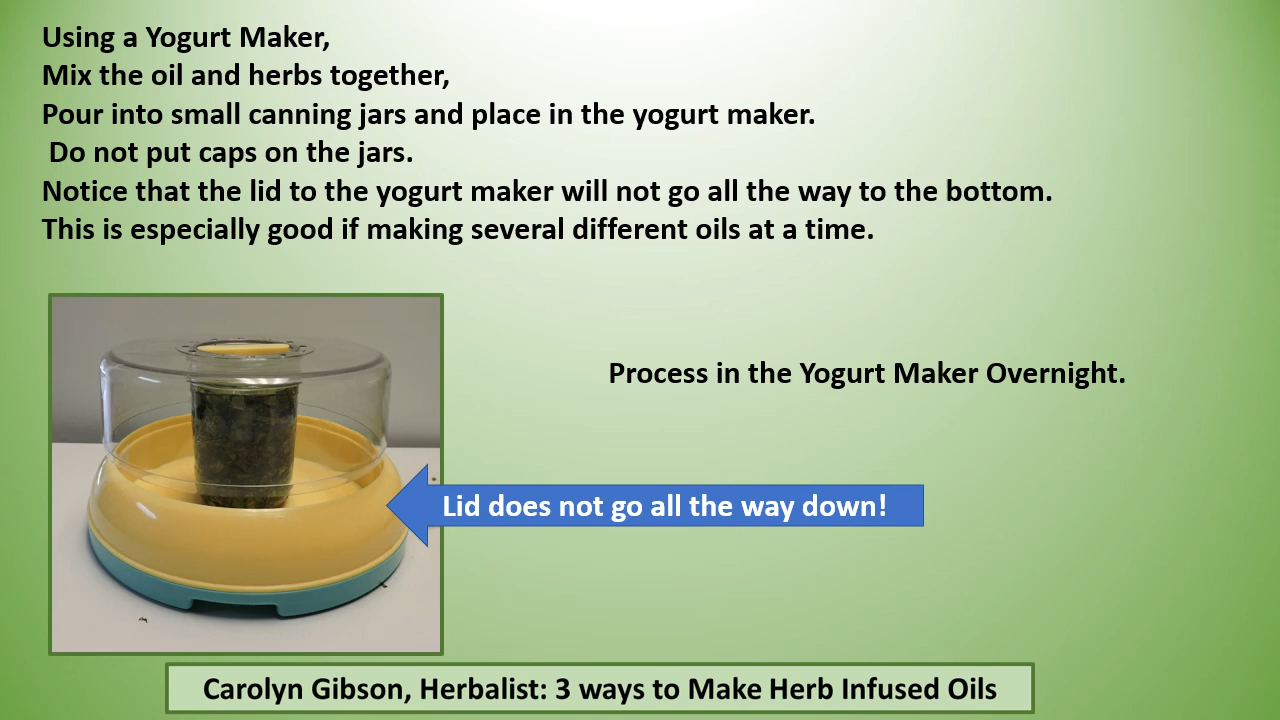 Using a Yogurt Maker,
Mix the oil and herbs together,
Pour into small canning jars and place in the yogurt maker.
Do not put caps on the jars.
Notice that the lid to the yogurt maker will not go all the way to the bottom.
This is especially good if making several different oils at a time.
Process in the Yogurt Maker Overnight.
Lid does not go all the way down!
Carolyn Gibson, Herbalist: 3 ways to Make Herb Infused Oils